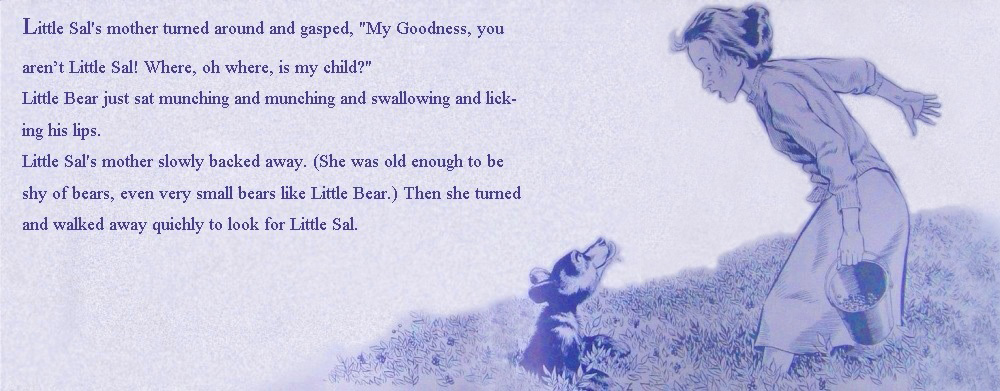 Little Sal's mother turned around and gasped, "My Goodness, you
aren’t Little Sal! Where, oh where, is my child?"
Little Bear just sat munching and munching and swallowing and lick-
ing his lips.
Little Sal's mother slowly backed away. (She was old enough to be
shy of bears, even very small bears like Little Bear.) Then she turned
and walked away quichly to look for Little Sal.